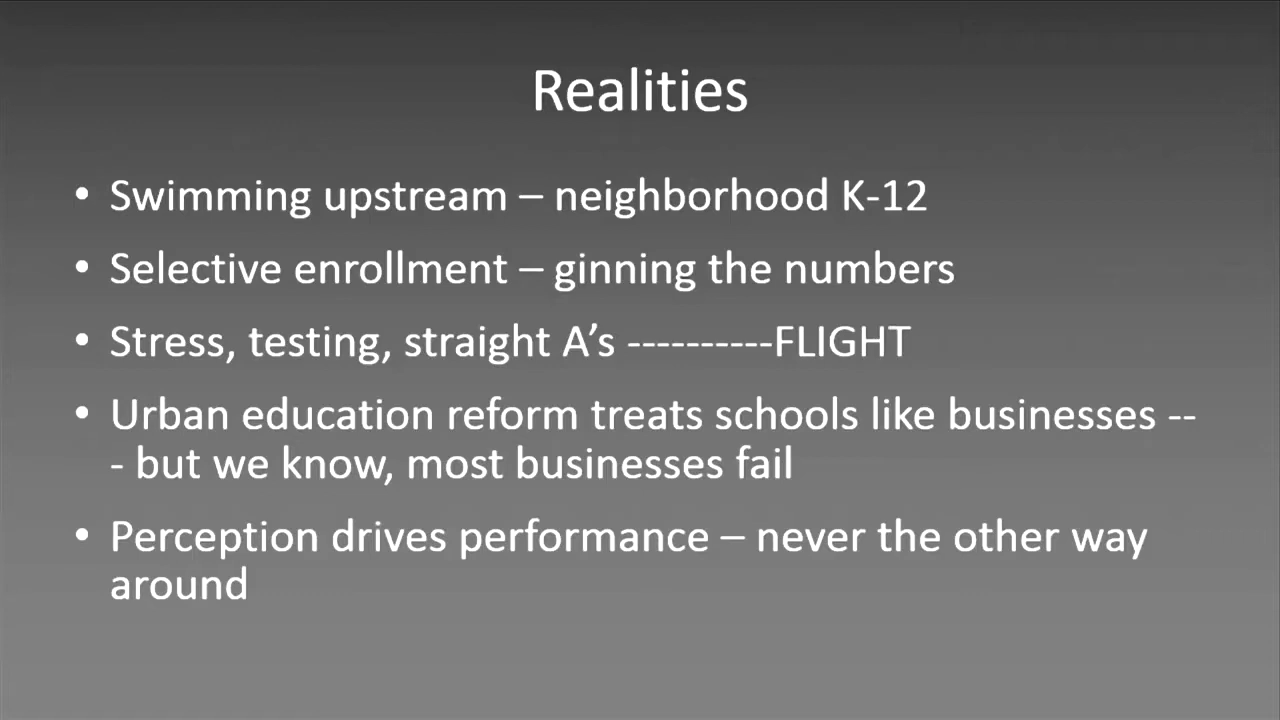 Realities
• Swimming upstream – neighborhood K-12
• Selective enrollment – ginning the numbers
• Stress, testing, straight A’s ----------FLIGHT
• Urban education reform treats schools like businesses --
- but we know, most businesses fail
• Perception drives performance – never the other way
around